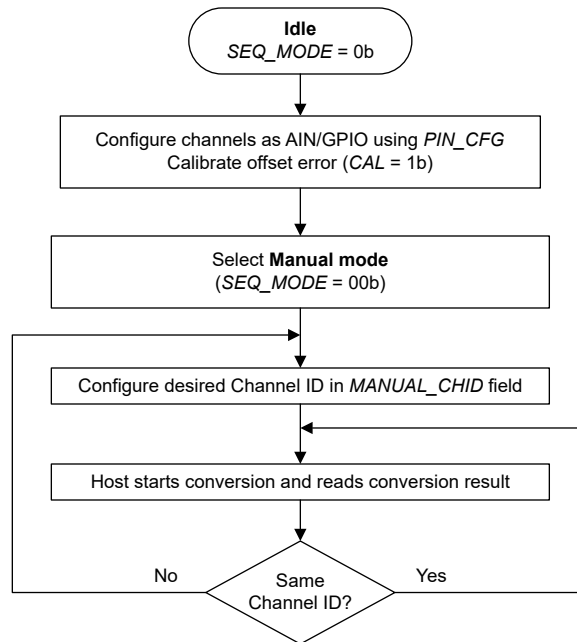 Idle
SEQ_MODE = 0b
Configure channels as AIN/GPIO using PIN_CFG
Calibrate offset error (CAL = 1b)
Select Manual mode
(SEQ_MODE = 00b)
Configure desired Channel ID in MANUAL_CHID field
Host starts conversion and reads conversion result
No
Same
Channel ID?
Yes